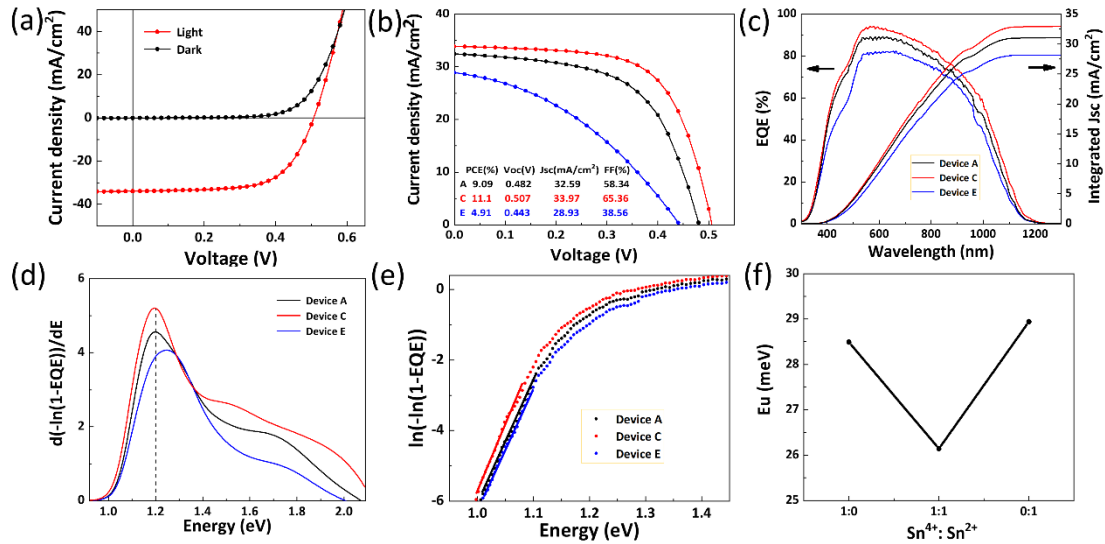 (a)
Current density (mA/cm²)
40
20
0
-20
-40
Light
Dark
0.0
0.2
0.4
0.6
Voltage (V)
(b)
Current density (mA/cm²)
40
30
20
10
0
PCE(%) Voc(V) Jsc(mA/cm²) FF(%)
A 9.09 0.482 32.59 58.34
C 11.1 0.507 33.97 65.36
E 4.91 0.443 28.93 38.56
0.0
0.1
0.2
0.3
0.4
0.5
Voltage (V)
(c)
EQE (%)
100
80
60
40
20
0
Device A
Device C
Device E
Integrated Jsc (mA/cm²)
33
28
23
18
13
8
3
0
400
600
800
1000
1200
Wavelength (nm)
(d)
d(-ln(1-EQE))/dE
6
4
2
0
Device A
Device C
Device E
1.0
1.2
1.4
1.6
1.8
2.0
Energy (eV)
(e)
ln(-ln(1-EQE))
0
-2
-4
-6
Device A
Device C
Device E
1.0
1.1
1.2
1.3
1.4
Energy (eV)
(f)
Eu (meV)
30
29
28
27
26
25
1:0
1:1
0:1
Sn⁴⁺: Sn²⁺